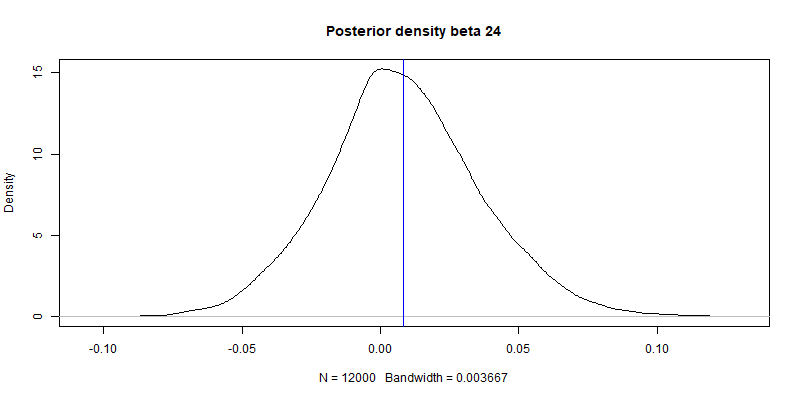 Posterior density beta 24
Density
15
10
5
0
-0.10 -0.05 0.00 0.05 0.10
N = 12000 Bandwidth = 0.003667